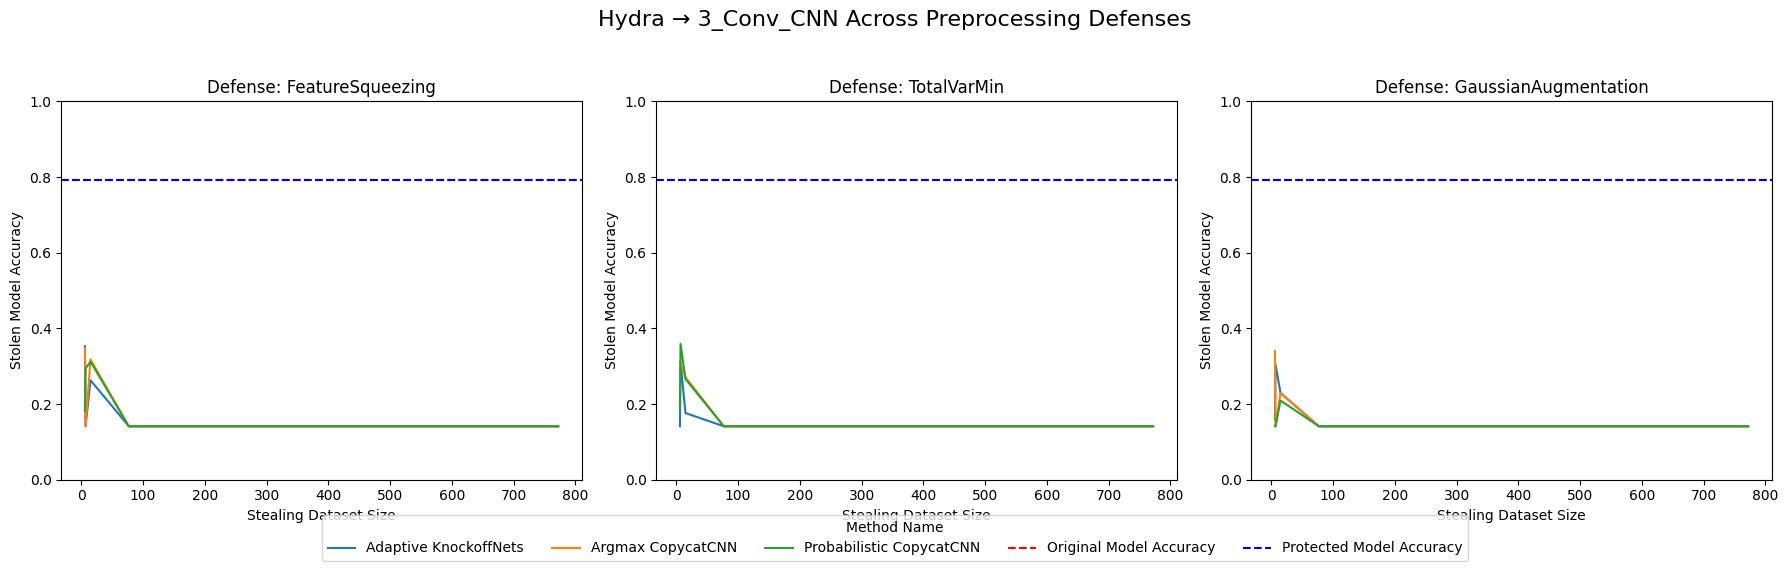 Hydra → 3_Conv_CNN Across Preprocessing Defenses
Defense: FeatureSqueezing
Stolen Model Accuracy
1.0
0.8
0.6
0.4
0.2
0.0
0 100 200 300 400 500 600 700 800
Stealing Dataset Size
Defense: TotalVarMin
Stolen Model Accuracy
1.0
0.8
0.6
0.4
0.2
0.0
0 100 200 300 400 500 600 700 800
Stealing Dataset Size
Defense: GaussianAugmentation
Stolen Model Accuracy
1.0
0.8
0.6
0.4
0.2
0.0
0 100 200 300 400 500 600 700 800
Stealing Dataset Size
Method Name
Adaptive KnockoffNets Argmax CopycatCNN Probabilistic CopycatCNN Original Model Accuracy Protected Model Accuracy